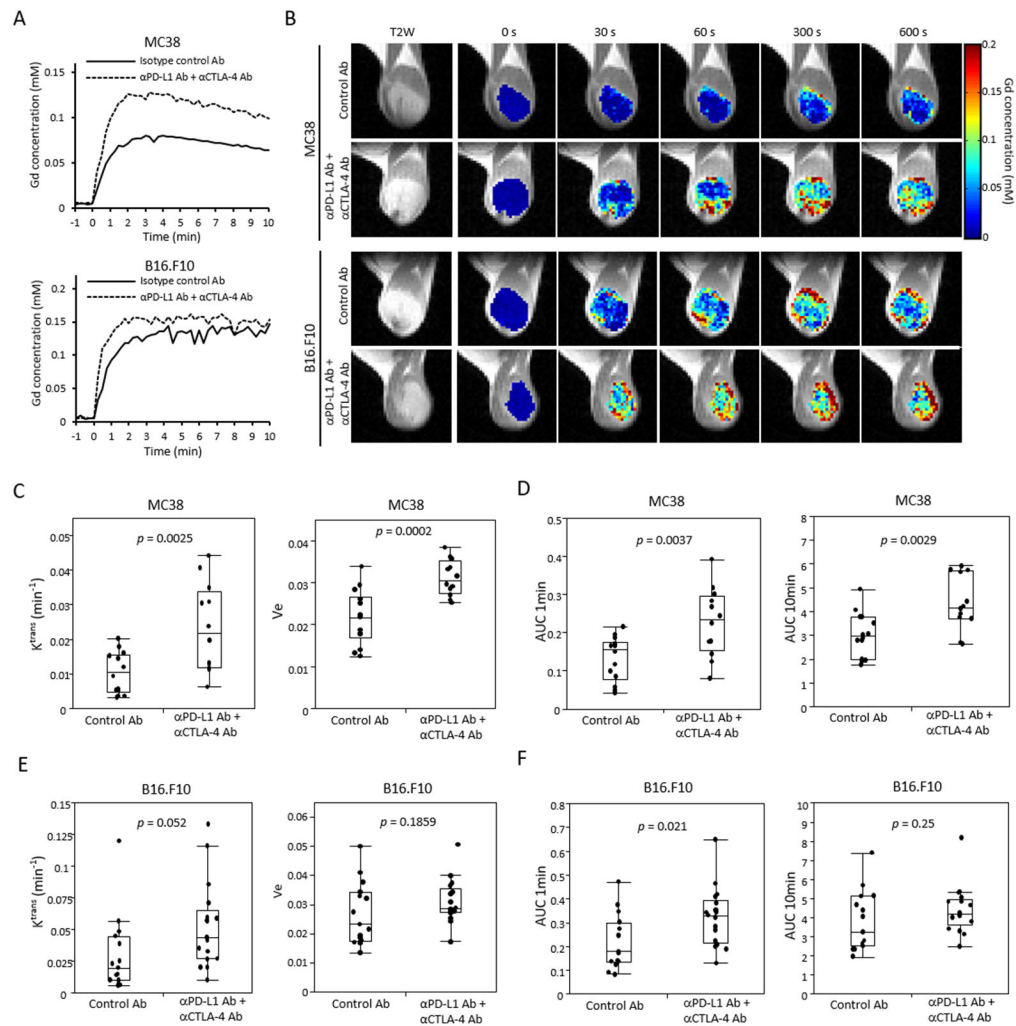 A
MC38
Isotype control Ab
αPD-L1 Ab + αCTLA-4 Ab
Gd concentration (mM)
0.15
0.1
0.05
0
-1 0 1 2 3 4 5 6 7 8 9 10
Time (min)
B16.F10
Isotype control Ab
αPD-L1 Ab + αCTLA-4 Ab
Gd concentration (mM)
0.2
0.15
0.1
0.05
0
-1 0 1 2 3 4 5 6 7 8 9 10
Time (min)
B
T2W 0 s 30 s 60 s 300 s 600 s
MC38
Control Ab
αPD-L1 Ab +
αCTLA-4 Ab
B16.F10
Control Ab
αPD-L1 Ab +
αCTLA-4 Ab
0.2
0.15
0.1
0.05
0
Gd concentration (mM)
C
MC38
p = 0.0025
Ktrans (min-1)
0.05
0.04
0.03
0.02
0.01
0
Control Ab
αPD-L1 Ab +
αCTLA-4 Ab
MC38
p = 0.0002
Ve
0.04
0.03
0.02
0.01
0
Control Ab
αPD-L1 Ab +
αCTLA-4 Ab
D
MC38
p = 0.0037
AUC 1min
0.5
0.4
0.3
0.2
0.1
0
Control Ab
αPD-L1 Ab +
αCTLA-4 Ab
MC38
p = 0.0029
AUC 10min
8
7
6
5
4
3
2
1
0
Control Ab
αPD-L1 Ab +
αCTLA-4 Ab
E
B16.F10
p = 0.052
Ktrans (min-1)
0.15
0.125
0.1
0.075
0.05
0.025
0
Control Ab
αPD-L1 Ab +
αCTLA-4 Ab
B16.F10
p = 0.1859
Ve
0.06
0.05
0.04
0.03
0.02
0.01
0
Control Ab
αPD-L1 Ab +
αCTLA-4 Ab
F
B16.F10
p = 0.021
AUC 1min
0.8
0.7
0.6
0.5
0.4
0.3
0.2
0.1
0
Control Ab
αPD-L1 Ab +
αCTLA-4 Ab
B16.F10
p = 0.25
AUC 10min
10
9
8
7
6
5
4
3
2
1
0
Control Ab
αPD-L1 Ab +
αCTLA-4 Ab